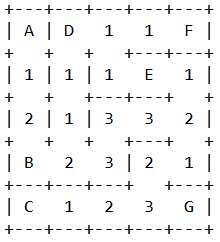 +---+---+---+---+---+
| A | D   1   1   F |
+   +   +   +---+---+
| 1 | 1 | 1   E   1 |
+   +   +---+---+   +
| 2 | 1 | 3   3   2 |
+   +---+   +---+   +
| B   2   3 | 2   1 |
+---+---+   +   +---+
| C   1   2   3   G |
+---+---+---+---+---+